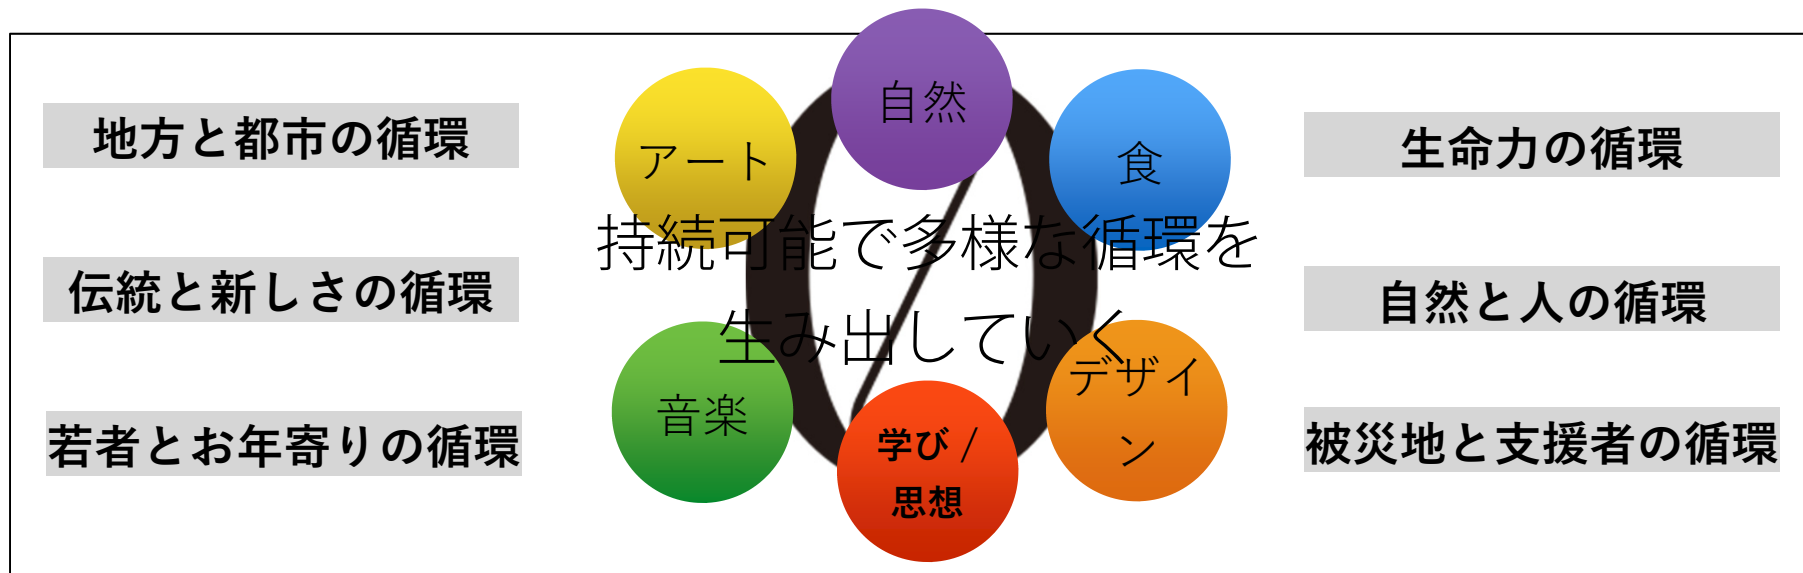 自然
アート
食
地方と都市の循環
生命力の循環
持続可能で多様な循環を
生み出していく
伝統と新しさの循環
自然と人の循環
音楽
デザイ
ン
学び /
思想
若者とお年寄りの循環
被災地と支援者の循環